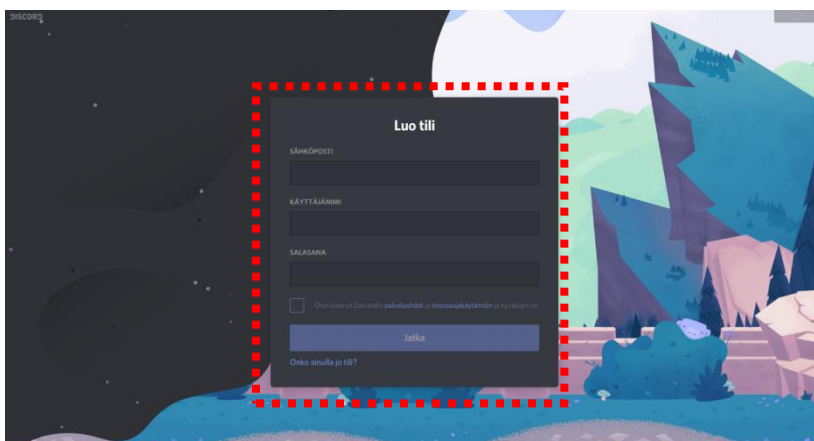 DISCORD
Luo tili
SÄHKÖPOSTI
KÄYTTÄJÄNIMI
SALASANA
Olen lukenut Discordin palveluehdot ja tietosuojakäytännön ja hyväksyn ne.
Jatka
Onko sinulla jo tili?